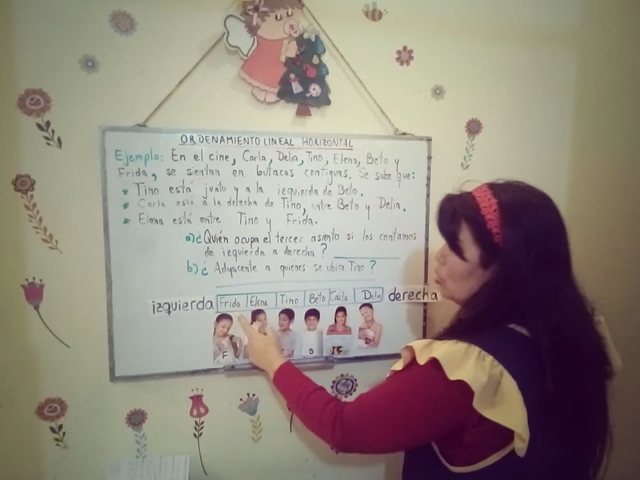 ORDENAMIENTO LINEAL HORIZONTAL
Ejemplo: En el cine, Carla, Delia, Tino, Elena, Beto y
Frida, se sientan en butacas contiguas. Se sabe que:
* Tino está justo y a la izquierda de Beto.
* Carla está a la derecha de Tino, entre Beto y Delia.
* Elena está entre Tino y Frida.
a) ¿Quién ocupa el tercer asiento si los contamos
de izquierda a derecha?
b) ¿ Adyacente a quienes se ubica Tino?
izquierda Frida Elena Tino Beto Carla Delia derecha
F B